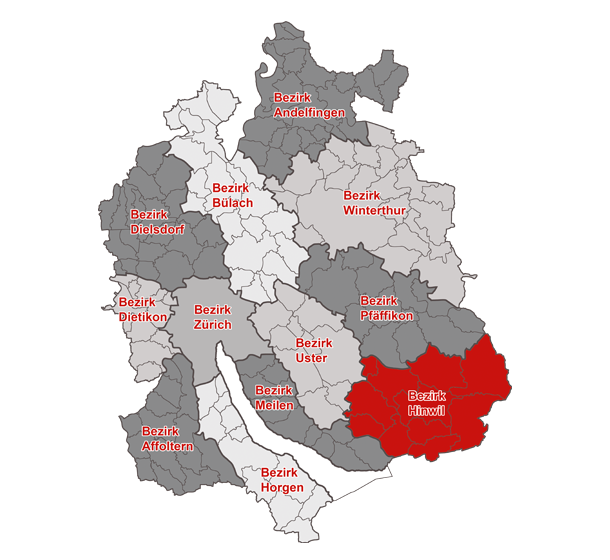 Bezirk
Andelfingen
Bezirk
Bülach
Bezirk
Winterthur
Bezirk
Dielsdorf
Bezirk
Dietikon
Bezirk
Zürich
Bezirk
Pfäffikon
Bezirk
Uster
Bezirk
Meilen
Bezirk
Hinwil
Bezirk
Affoltern
Bezirk
Horgen